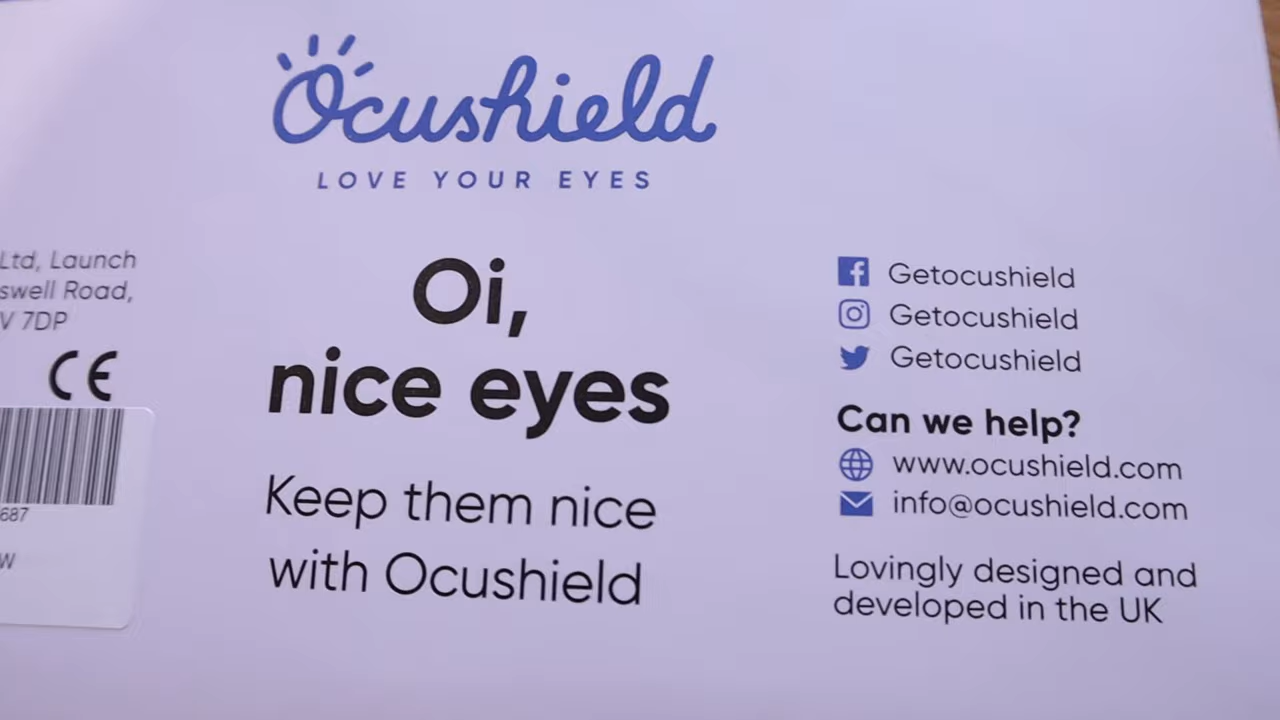 Ocushield
LOVE YOUR EYES
Ltd, Launch
Road,
7DP
CE
687
W
Oi,
nice eyes
Keep them nice
with Ocushield
Getocushield
Getocushield
Getocushield
Can we help?
www.ocushield.com
info@ocushield.com
Lovingly designed and
developed in the UK